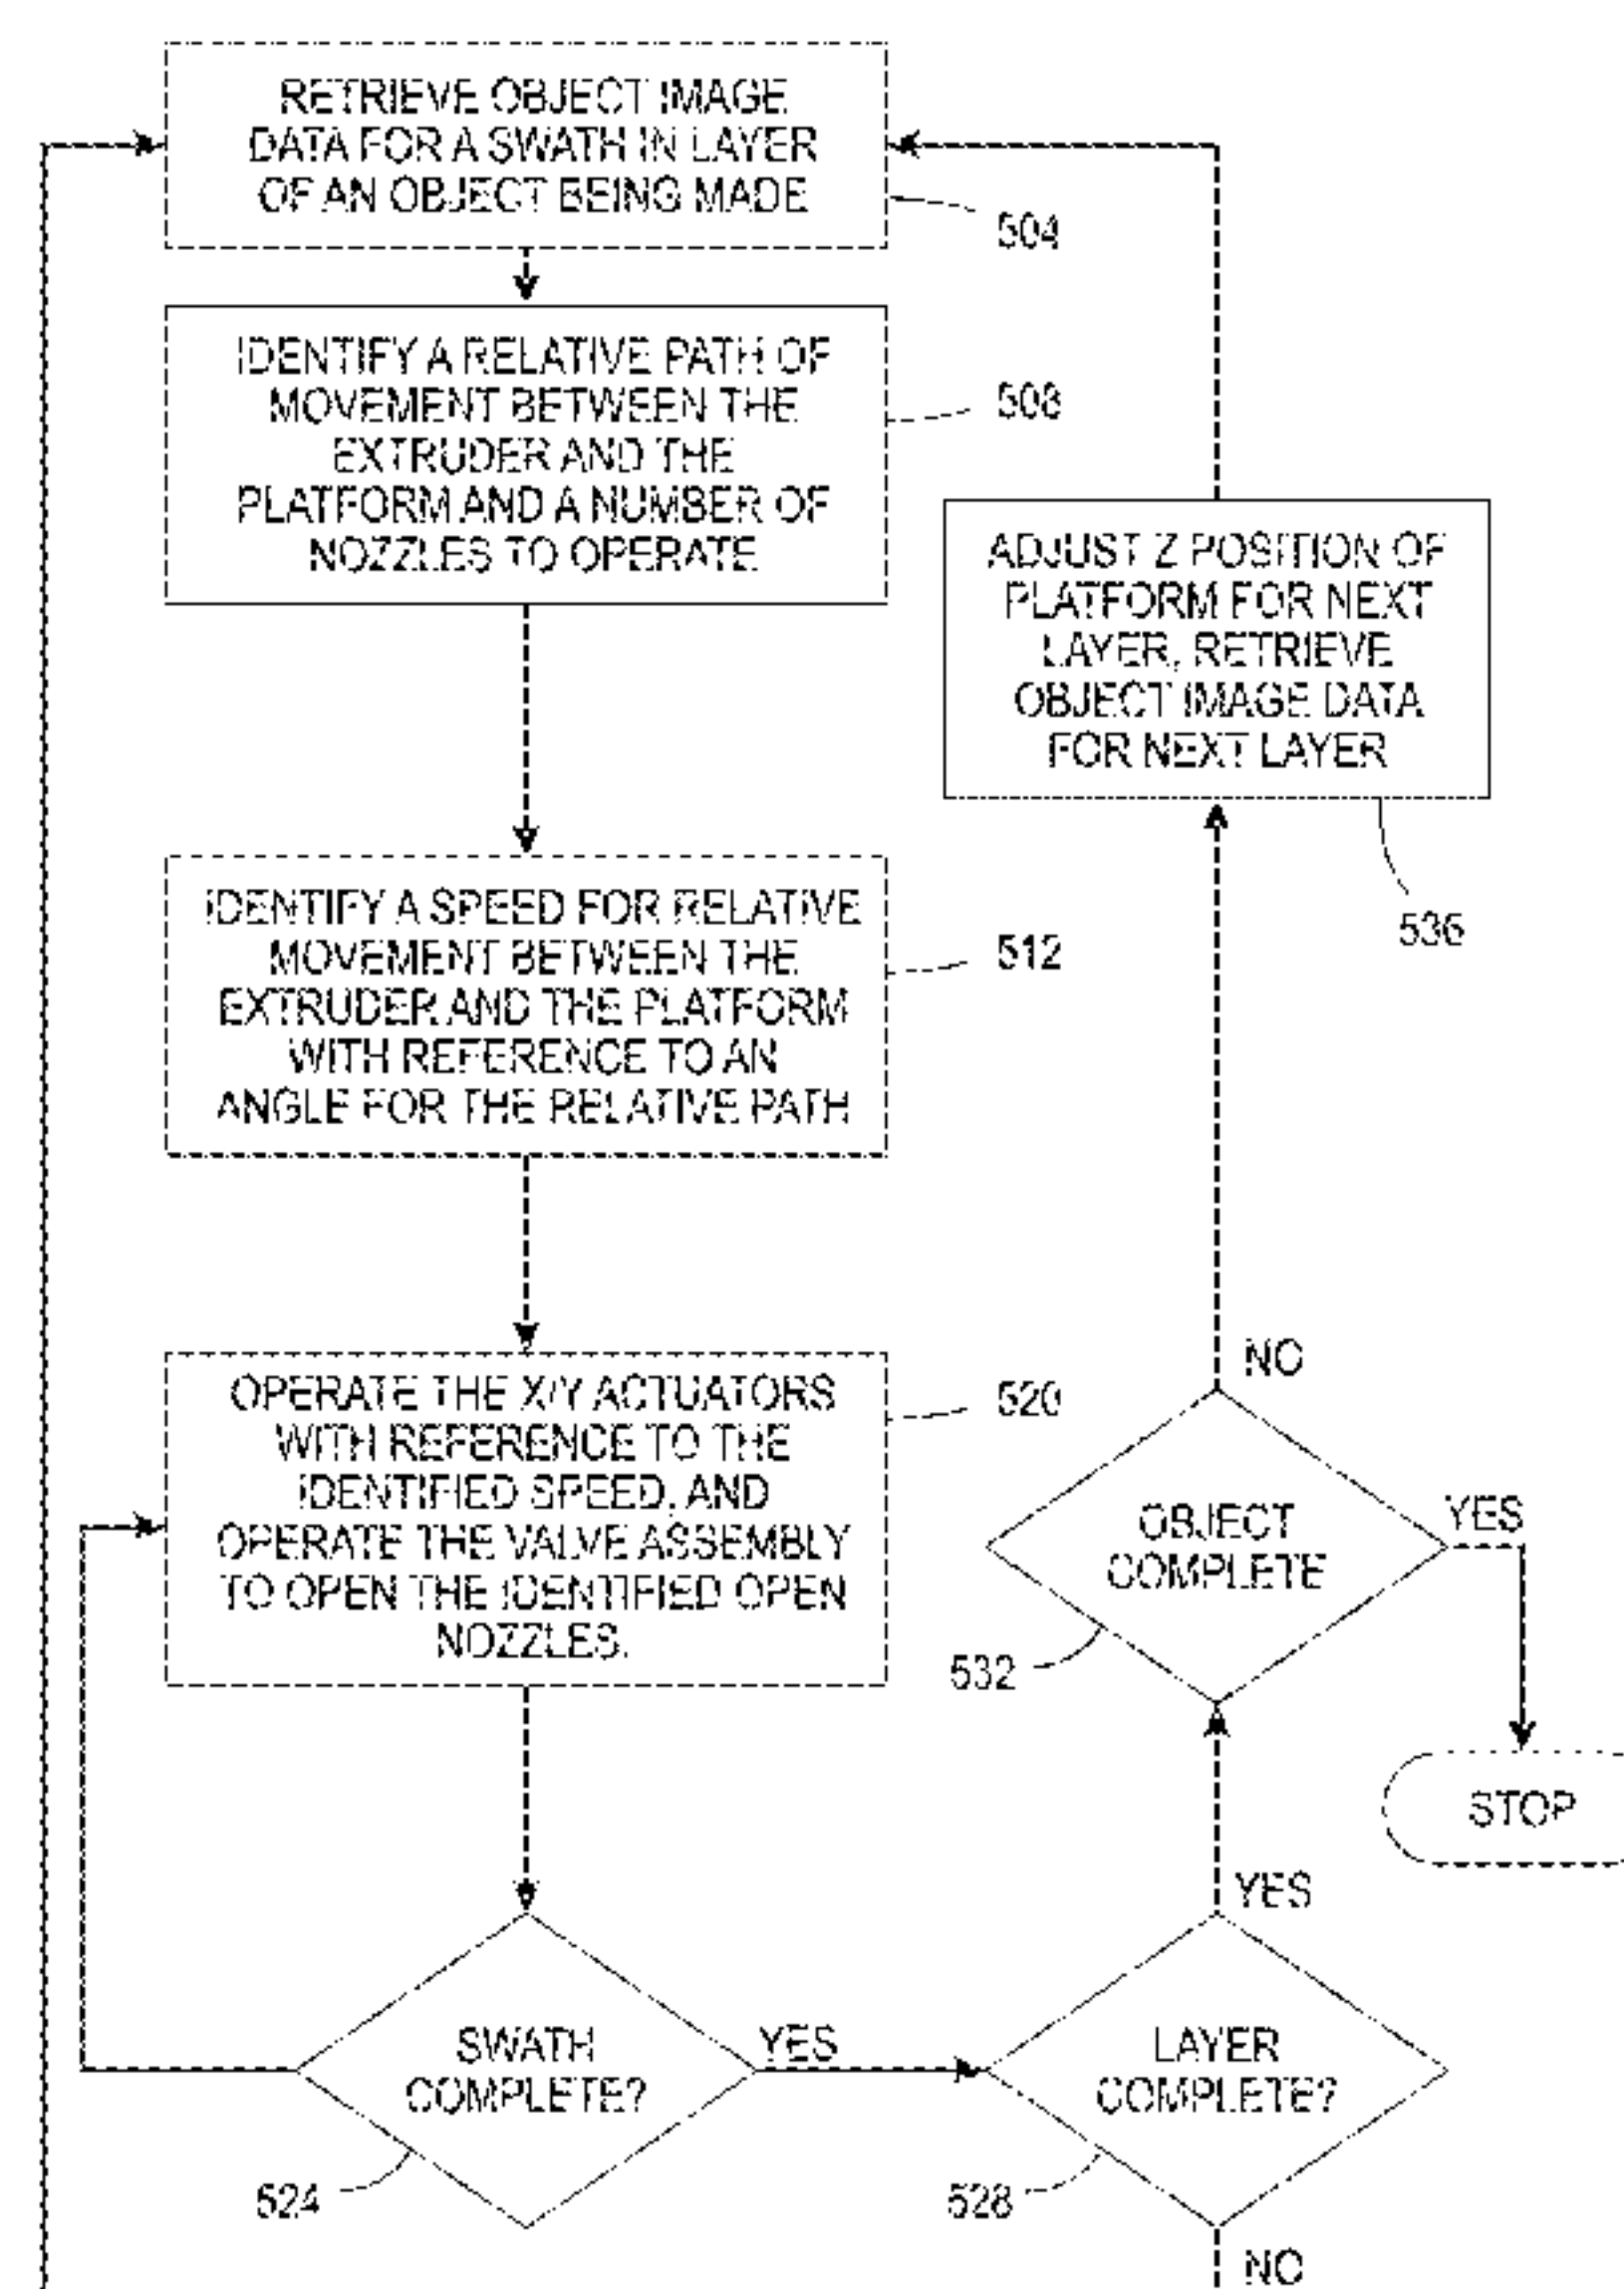 RETRIEVE OBJECT IMAGE
DATA FOR A SWATH IN LAYER
OF AN OBJECT BEING MADE
504
IDENTIFY A RELATIVE PATH OF
MOVEMENT BETWEEN THE
EXTRUDER AND THE
PLATFORM AND A NUMBER OF
NOZZLES TO OPERATE
508
IDENTIFY A SPEED FOR RELATIVE
MOVEMENT BETWEEN THE
EXTRUDER AND THE PLATFORM
WITH REFERENCE TO AN
ANGLE FOR THE RELATIVE PATH
512
OPERATE THE X/Y ACTUATORS
WITH REFERENCE TO THE
IDENTIFIED SPEED, AND
OPERATE THE VALVE ASSEMBLY
TO OPEN THE IDENTIFIED OPEN
NOZZLES.
520
SWATH
COMPLETE?
524
YES
LAYER
COMPLETE?
528
NO
YES
OBJECT
COMPLETE
532
YES
STOP
NO
ADJUST Z POSITION OF
PLATFORM FOR NEXT
LAYER, RETRIEVE
OBJECT IMAGE DATA
FOR NEXT LAYER
536